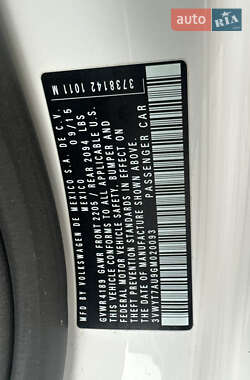 AUTO RIA
3738142 1011 M
MFD BY VOLKSWAGEN DE MEXICO S.A. DE C.V.
09/15
GVWR 4189 GAWR FRONT 2205 / REAR 2094 LBS
THIS VEHICLE CONFORMS TO ALL APPLICABLE U.S.
FEDERAL MOTOR VEHICLE SAFETY, BUMPER AND
THEFT PREVENTION STANDARDS IN EFFECT ON
THE DATE OF MANUFACTURE SHOWN ABOVE.
PASSENGER CAR